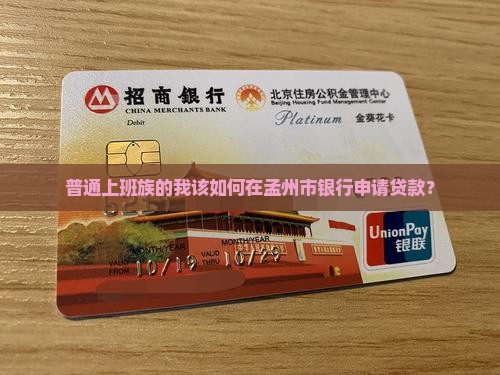 招商银行
CHINA MERCHANTS BANK
Debit
北京住房公积金管理中心
Beijing Housing Fund Management Center
Platinum 金葵花卡
普通上班族的我该如何在孟州市银行申请贷款?
MONTH/YEAR MONTH/YEAR
VALID FROM 10/19 VALID THRU 10/29
UnionPay
银联